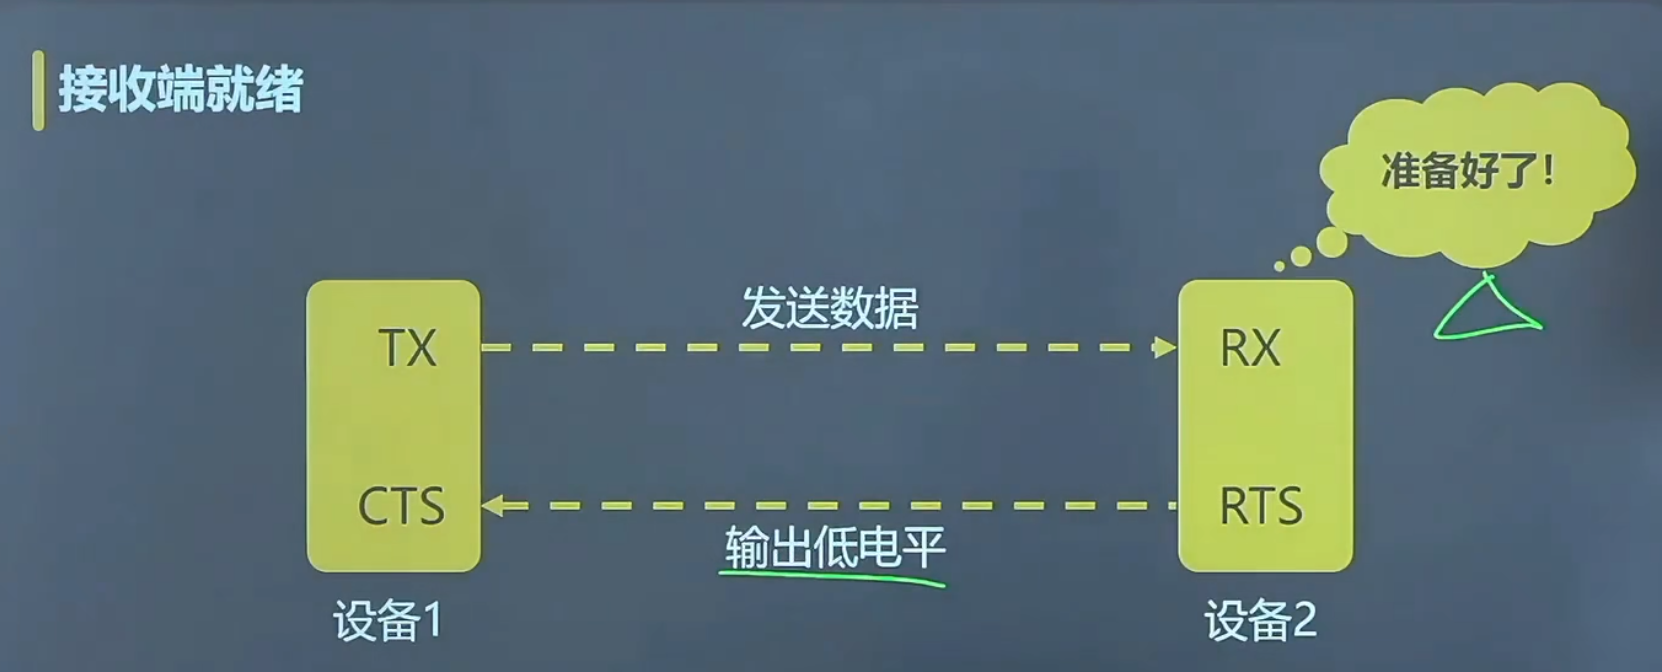 接收端就绪
准备好了!
发送数据
TX
RX
CTS
RTS
输出低电平
设备1
设备2